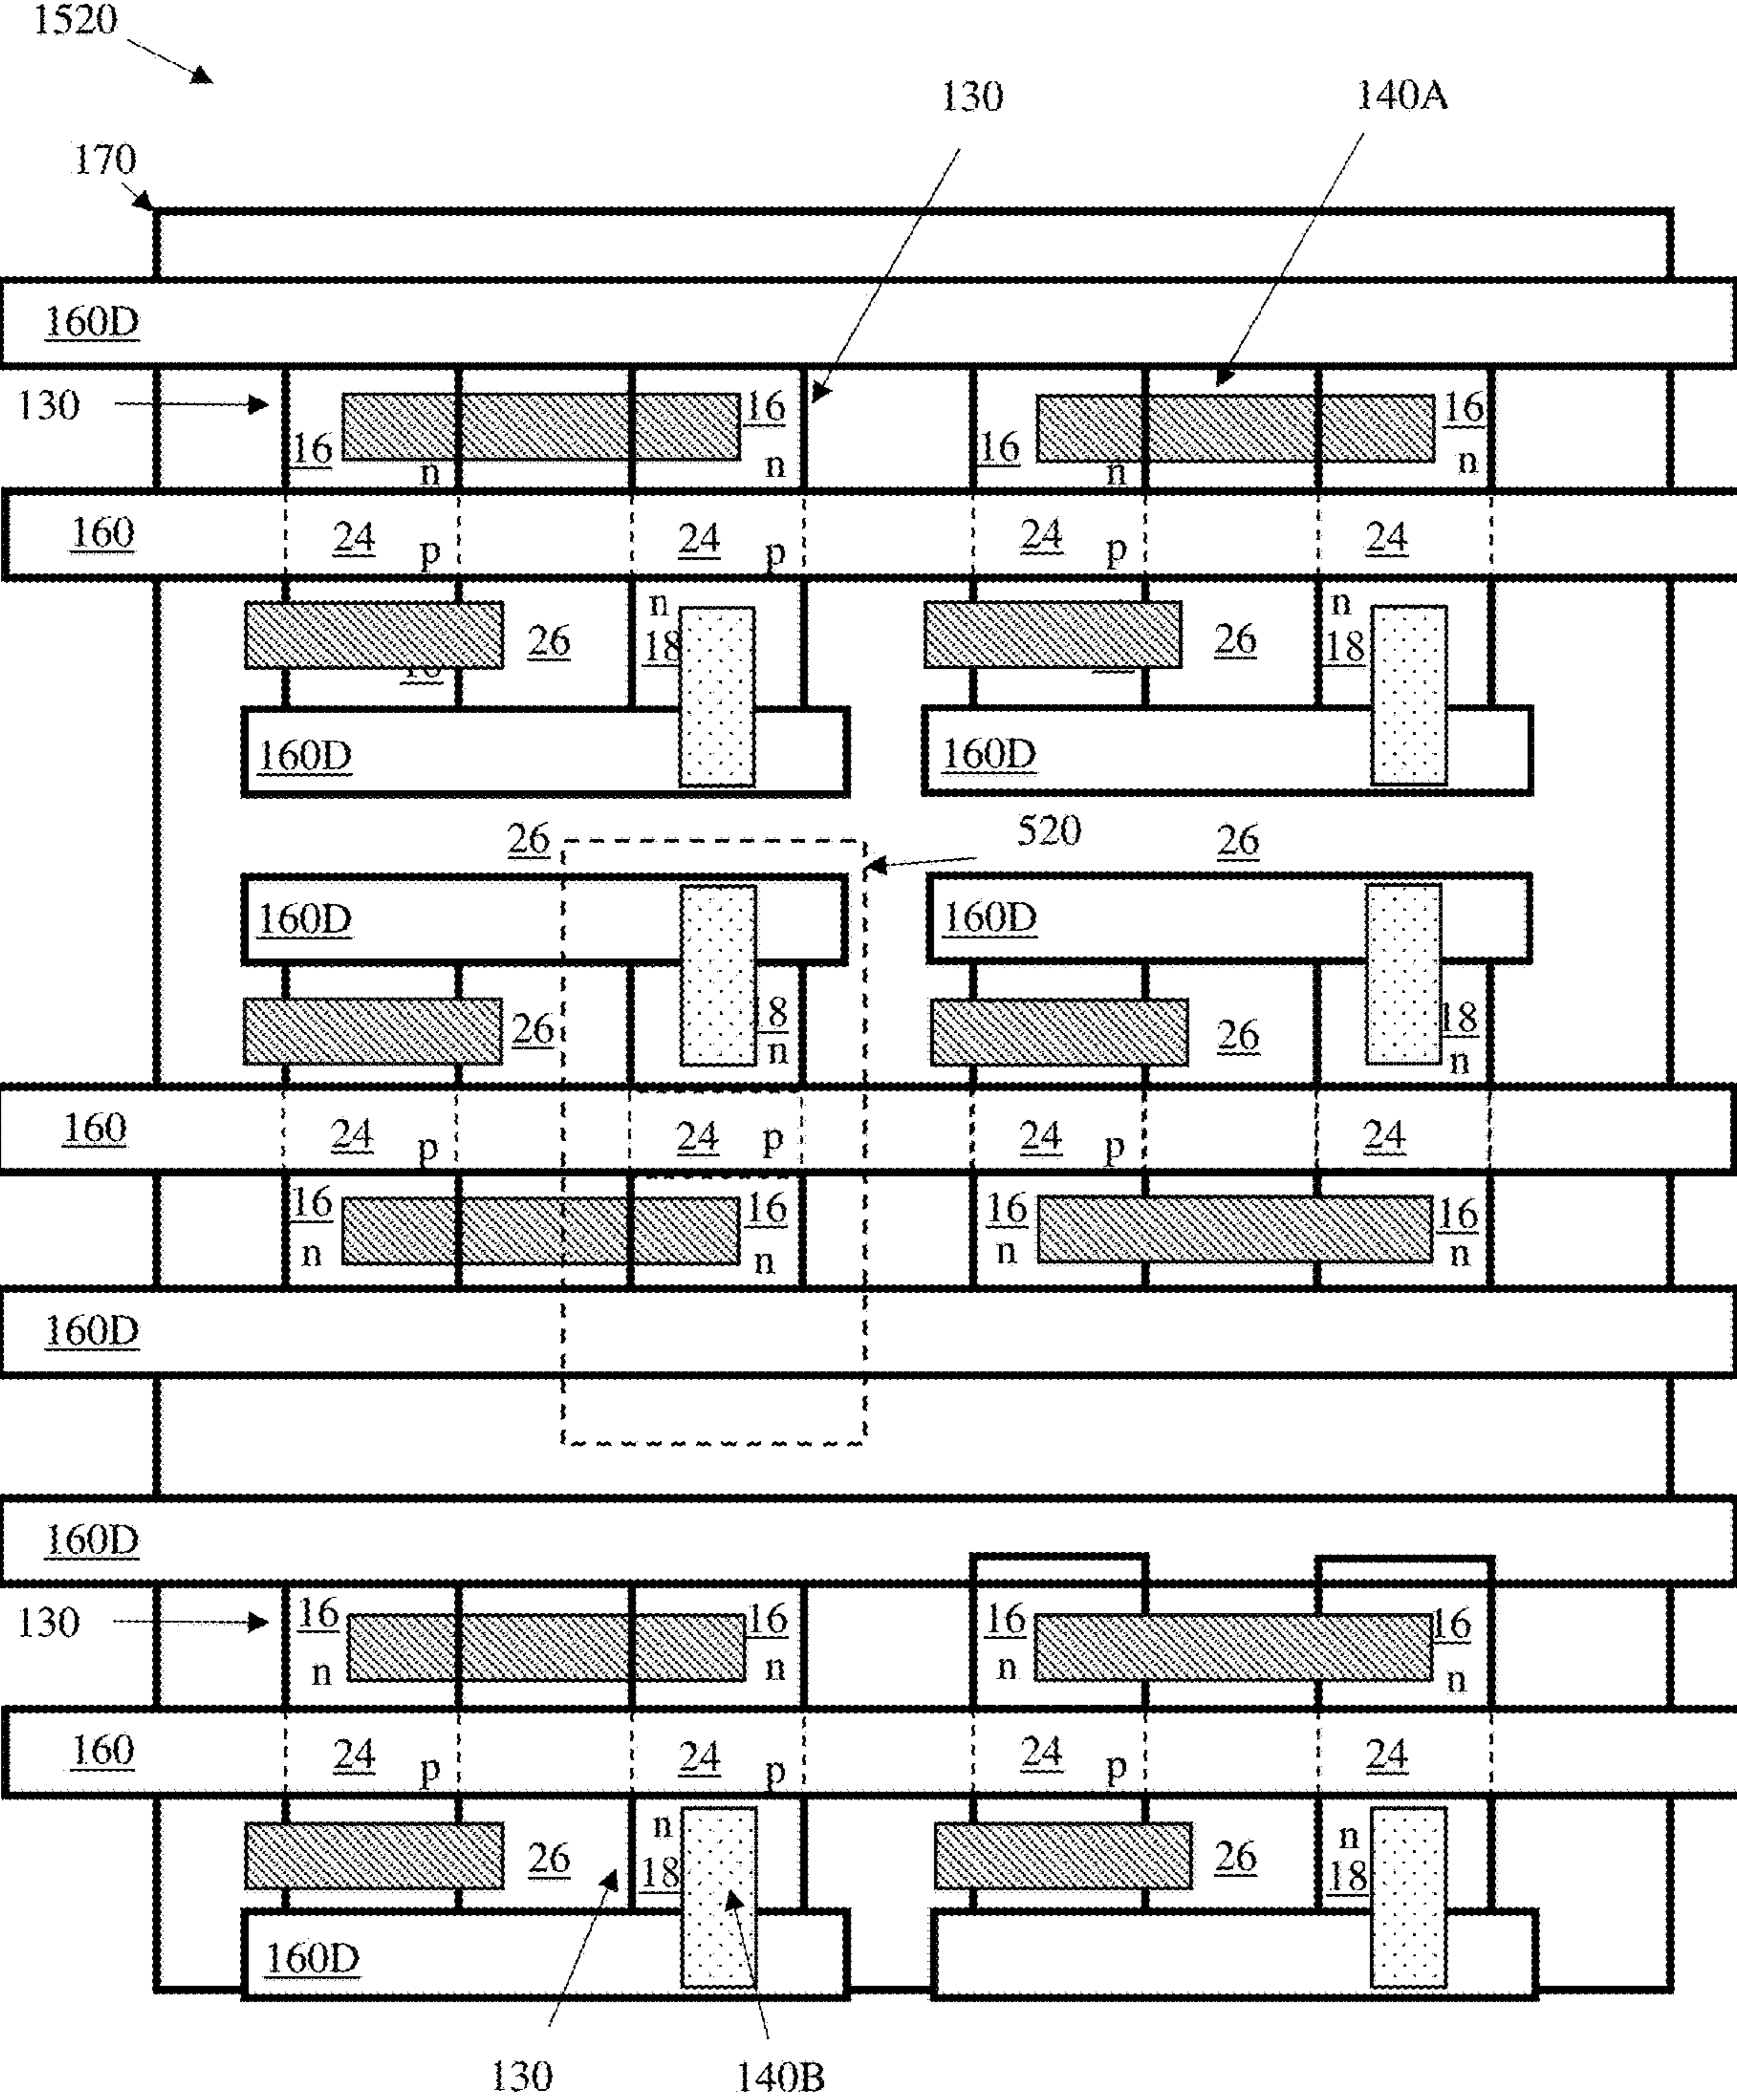 1520
130 140A
170
160D
130 16 16 16 16
n n n n
160 24 p 24 p 24 p 24
n n
26 18 26 18
160D 160D
26 520 26
160D 160D
26 18 26 18
n n
160 24 p 24 p 24 p 24
16 16 16 16
n n n n
160D
160D
130 16 16 16 16
n n n n
160 24 p 24 p 24 p 24
n n
26 18 26 18
160D
130 140B